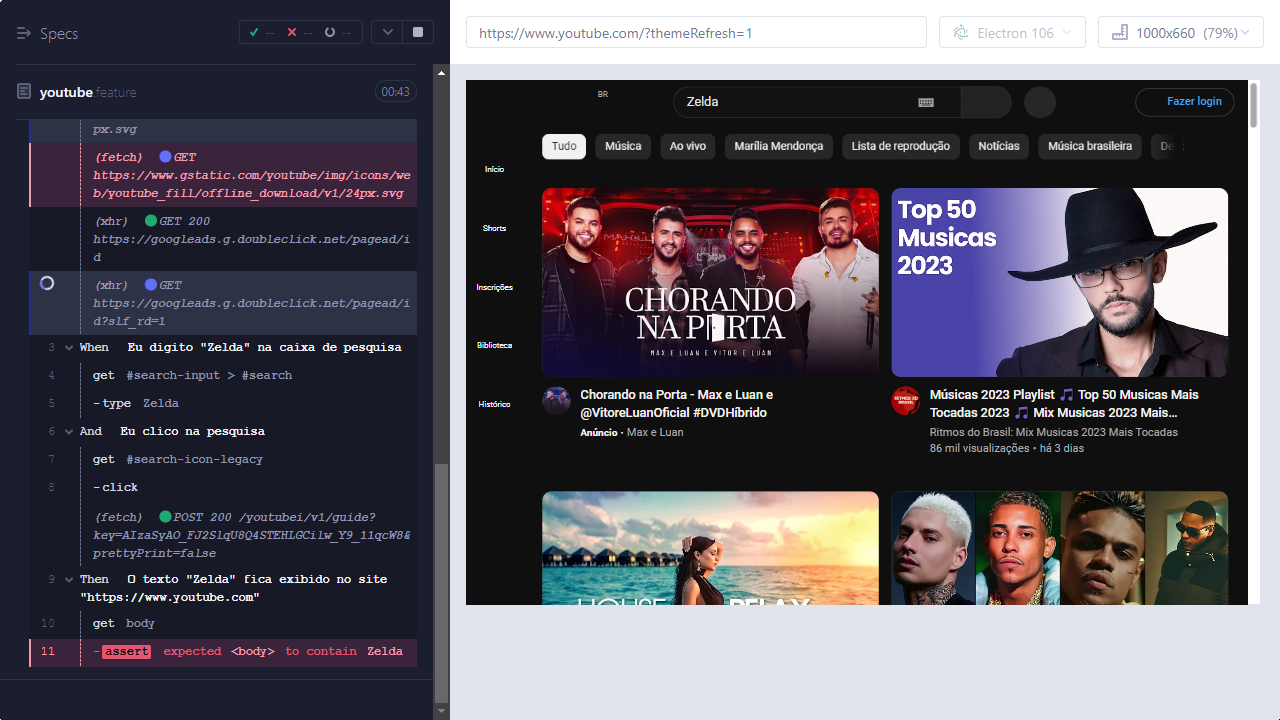 Specs
--
--
--
youtube.feature
00:43
px.svg
(fetch) GET
https://www.gstatic.com/youtube/img/icons/we
b/youtube_fill/offline_download/v1/24px.svg
(xhr) GET 200
https://googleads.g.doubleclick.net/pagead/i
d
(xhr) GET
https://googleads.g.doubleclick.net/pagead/i
d?slf_rd=1
3 When Eu digito "Zelda" na caixa de pesquisa
4 get #search-input > #search
5 -type Zelda
6 And Eu clico na pesquisa
7 get #search-icon-legacy
8 -click
(fetch) POST 200 /youtubei/v1/guide?
key=AIzaSyAO_FJ2SlqU8Q4STEHLGCilw_Y9_11qcW8&
prettyPrint=false
9 Then O texto "Zelda" fica exibido no site
"https://www.youtube.com"
10 get body
11 -assert expected <body> to contain Zelda
https://www.youtube.com/?themeRefresh=1
Electron 106
1000x660 (79%)
BR
Zelda
Fazer login
Tudo
Música
Ao vivo
Marília Mendonça
Lista de reprodução
Notícias
Música brasileira
De
Início
Shorts
Inscrições
Biblioteca
Histórico
CHORANDO
NA PORTA
MAX E LUAN E VITOR E LUAN
Chorando na Porta - Max e Luan e
@VitoreLuanOficial #DVDHíbrido
Anúncio • Max e Luan
Top 50
Musicas
2023
RITMOS DO
BRASIL
Músicas 2023 Playlist 🎵 Top 50 Musicas Mais
Tocadas 2023 🎵 Mix Musicas 2023 Mais...
Ritmos do Brasil: Mix Musicas 2023 Mais Tocadas
86 mil visualizações • há 3 dias
HOUSE RELAX